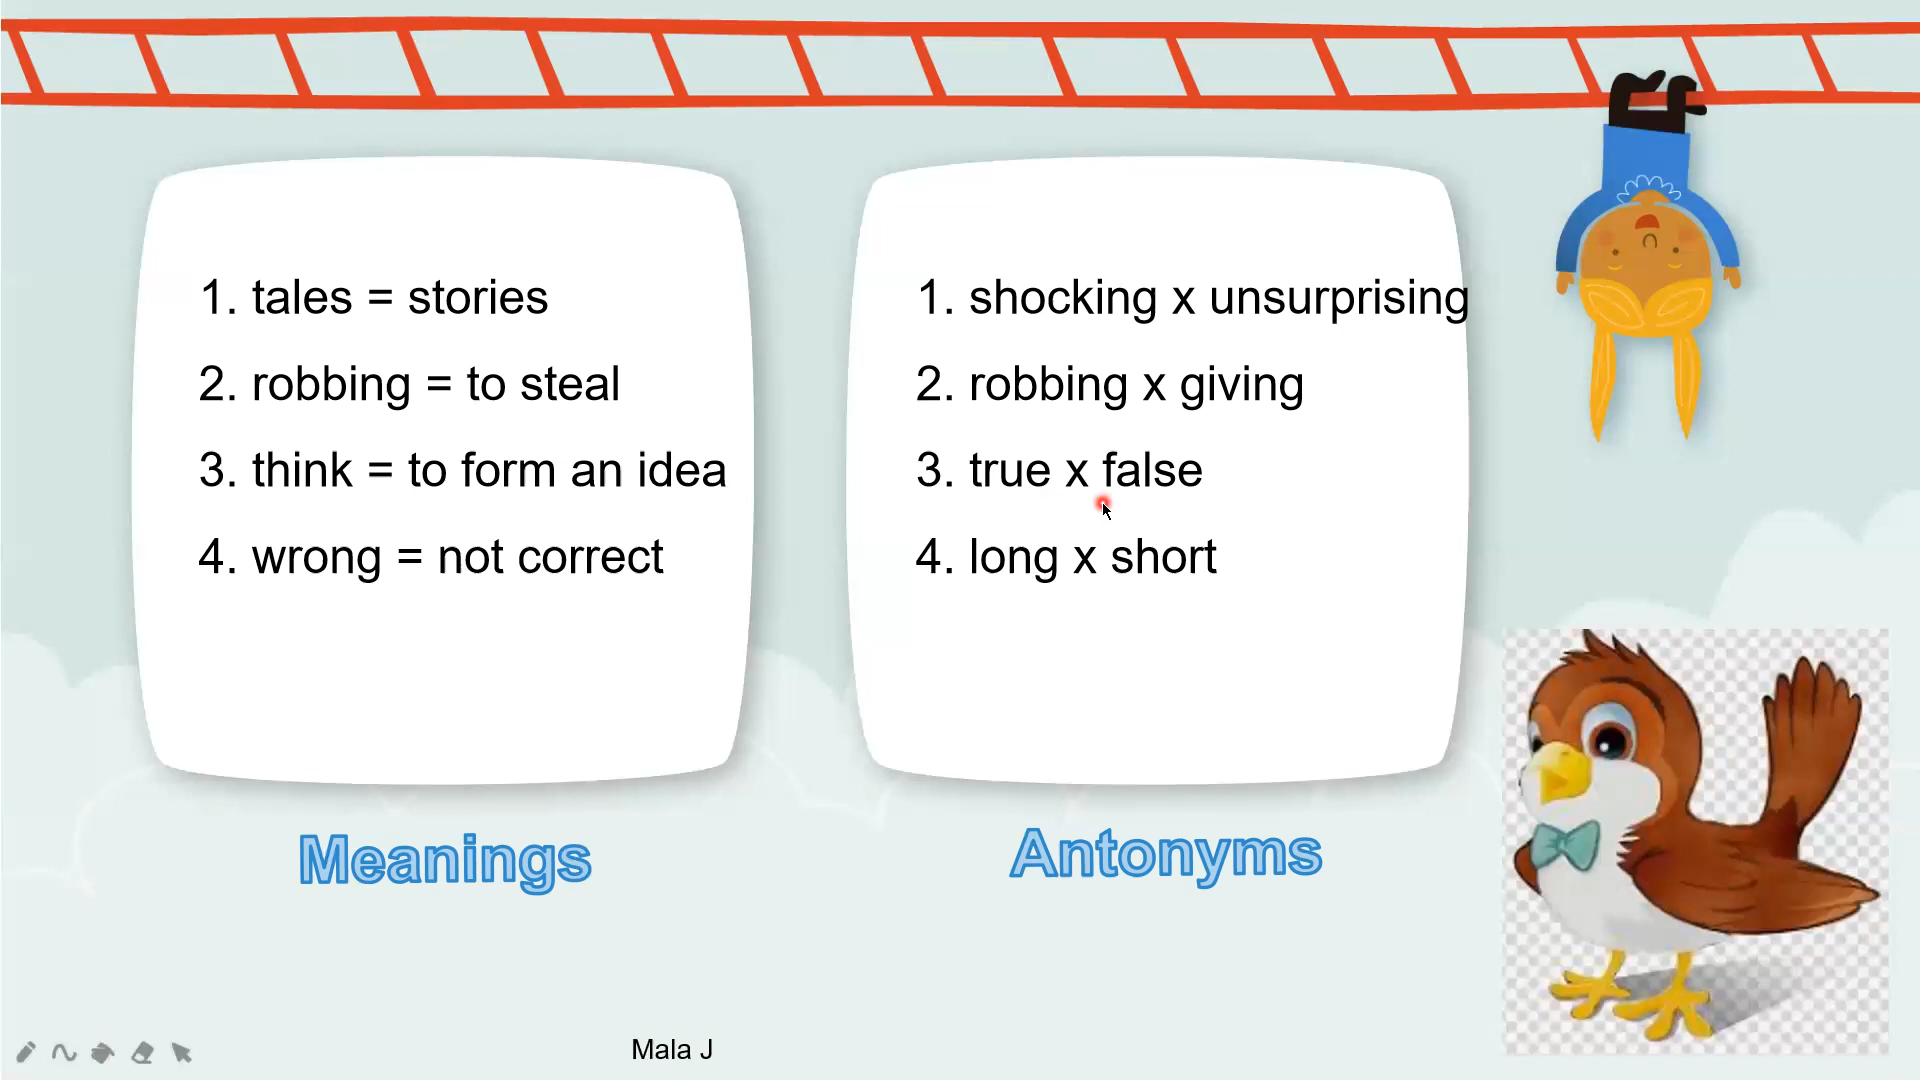 1. tales = stories
2. robbing = to steal
3. think = to form an idea
4. wrong = not correct
Meanings
1. shocking x unsurprising
2. robbing x giving
3. true x false
4. long x short
Antonyms
Mala J